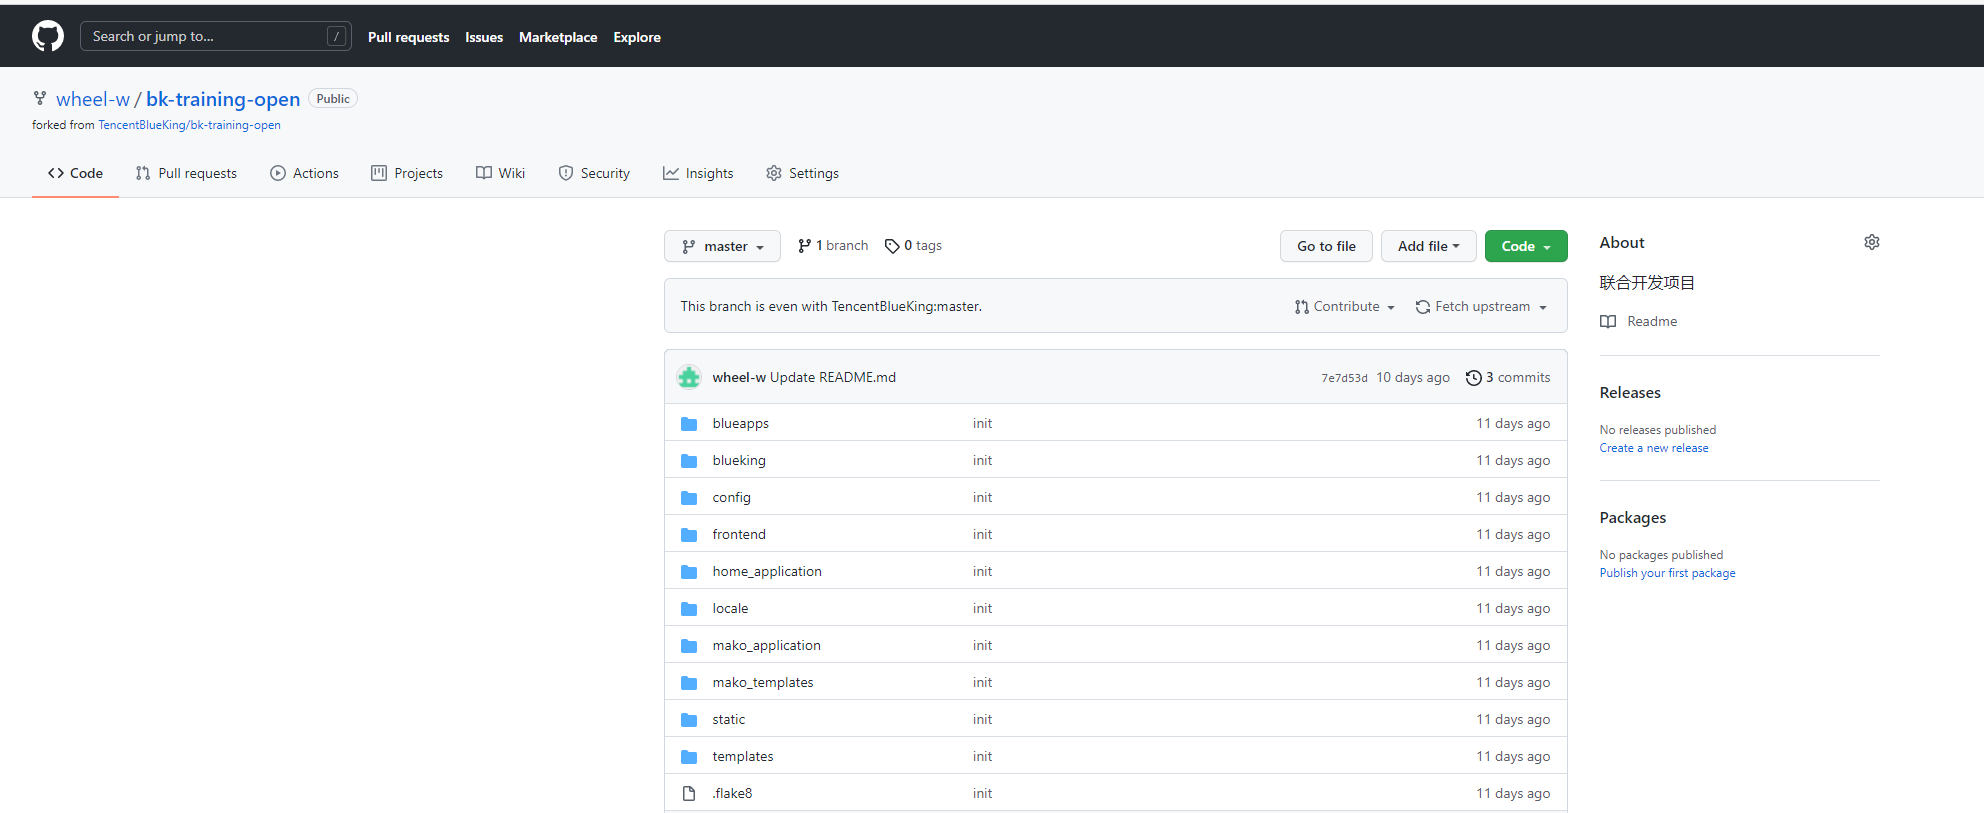 Search or jump to... / Pull requests Issues Marketplace Explore
wheel-w / bk-training-open Public
forked from TencentBlueKing/bk-training-open
Code Pull requests Actions Projects Wiki Security Insights Settings
master 1 branch 0 tags Go to file Add file Code
This branch is even with TencentBlueKing:master. Contribute Fetch upstream
wheel-w Update README.md 7e7d53d 10 days ago 3 commits
blueapps init 11 days ago
blueking init 11 days ago
config init 11 days ago
frontend init 11 days ago
home_application init 11 days ago
locale init 11 days ago
mako_application init 11 days ago
mako_templates init 11 days ago
static init 11 days ago
templates init 11 days ago
.flake8 init 11 days ago
About
联合开发项目
Readme
Releases
No releases published
Create a new release
Packages
No packages published
Publish your first package